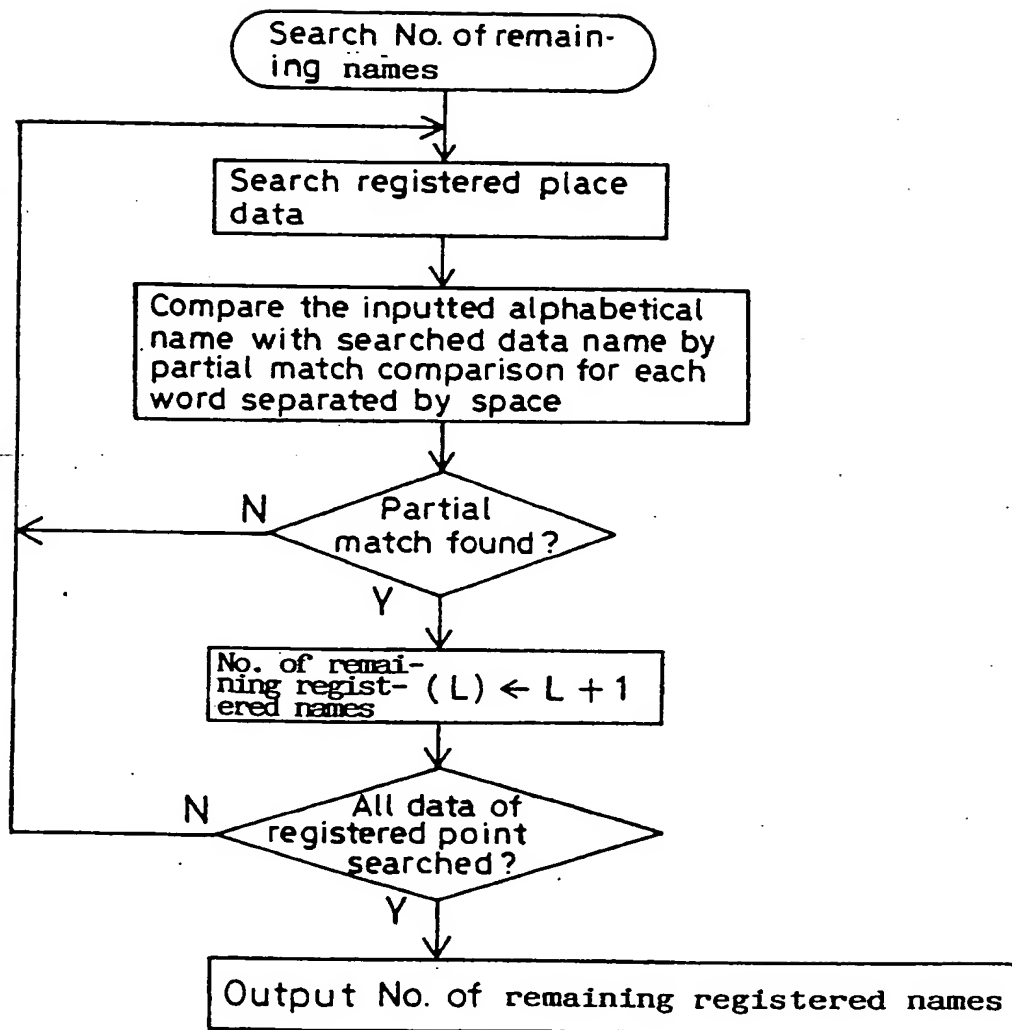 Search No. of remain-
ing names
Search registered place
data
Compare the inputted alphabetical
name with searched data name by
partial match comparison for each
word separated by space
N
Partial
match found?
Y
No. of remai-
ning regist-
ered names
(L) ← L + 1
N
All data of
registered point
searched?
Y
Output No. of remaining registered names